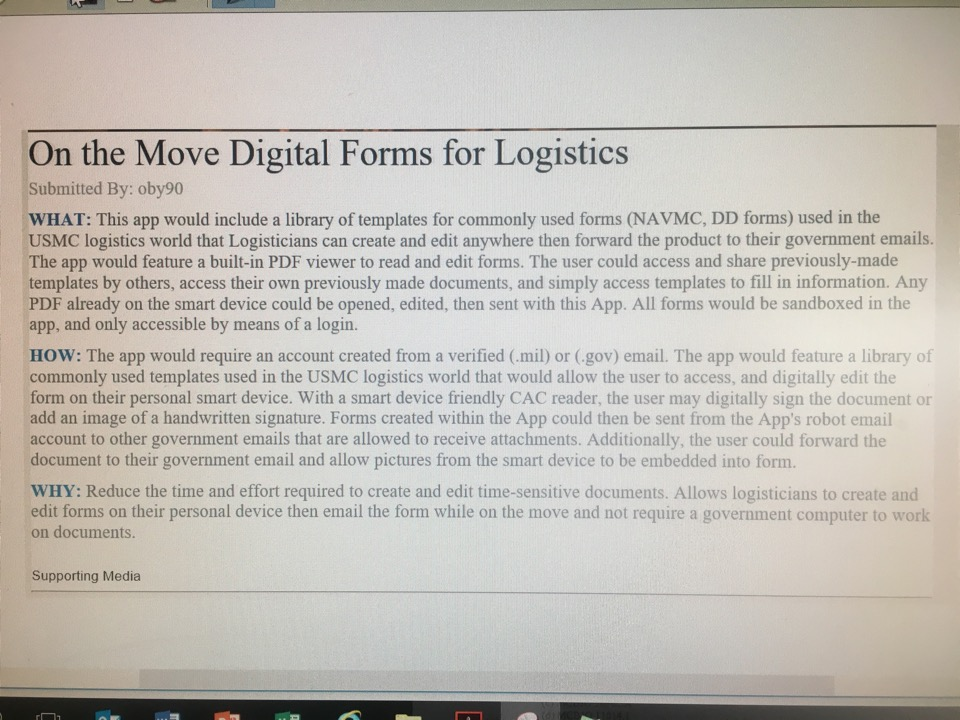 On the Move Digital Forms for Logistics
Submitted By: oby90
WHAT: This app would include a library of templates for commonly used forms (NAVMC, DD forms) used in the
USMC logistics world that Logisticians can create and edit anywhere then forward the product to their government emails.
The app would feature a built-in PDF viewer to read and edit forms. The user could access and share previously-made
templates by others, access their own previously made documents, and simply access templates to fill in information. Any
PDF already on the smart device could be opened, edited, then sent with this App. All forms would be sandboxed in the
app, and only accessible by means of a login.
HOW: The app would require an account created from a verified (.mil) or (.gov) email. The app would feature a library of
commonly used templates used in the USMC logistics world that would allow the user to access, and digitally edit the
form on their personal smart device. With a smart device friendly CAC reader, the user may digitally sign the document or
add an image of a handwritten signature. Forms created within the App could then be sent from the App's robot email
account to other government emails that are allowed to receive attachments. Additionally, the user could forward the
document to their government email and allow pictures from the smart device to be embedded into form.
WHY: Reduce the time and effort required to create and edit time-sensitive documents. Allows logisticians to create and
edit forms on their personal device then email the form while on the move and not require a government computer to work
on documents.
Supporting Media